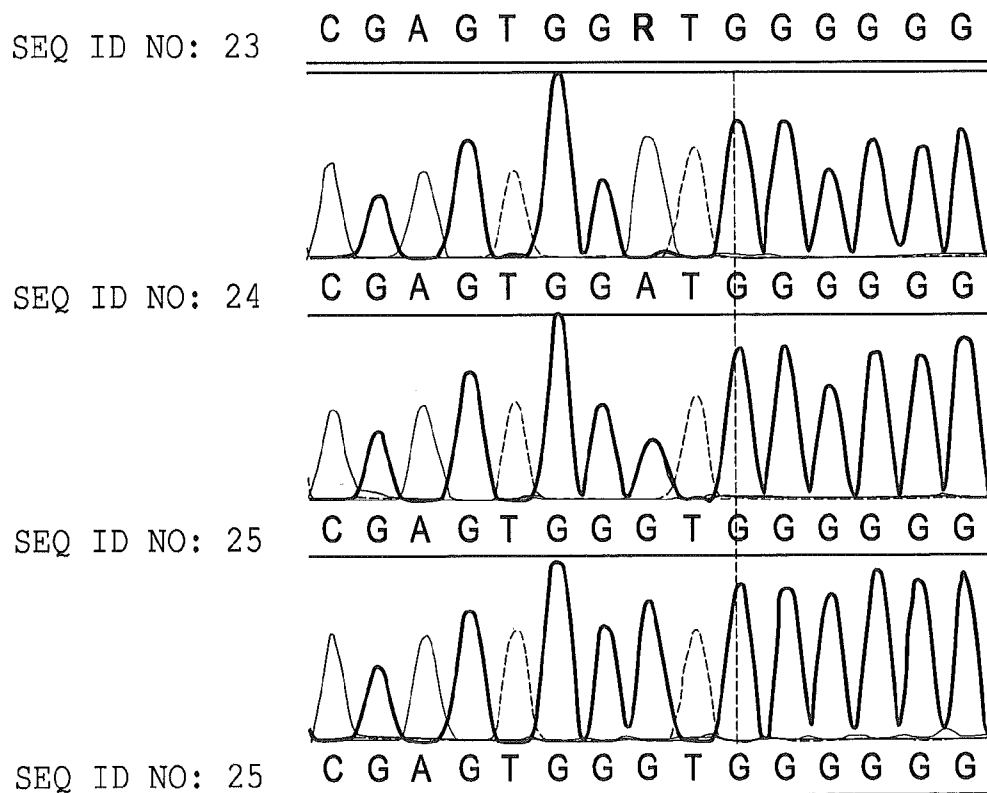 SEQ ID NO: 23 C G A G T G G R T G G G G G G
SEQ ID NO: 24 C G A G T G G A T G G G G G G
SEQ ID NO: 25 C G A G T G G G T G G G G G G
SEQ ID NO: 25 C G A G T G G G T G G G G G G